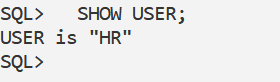 SQL>   SHOW USER;
USER is "HR"
SQL>